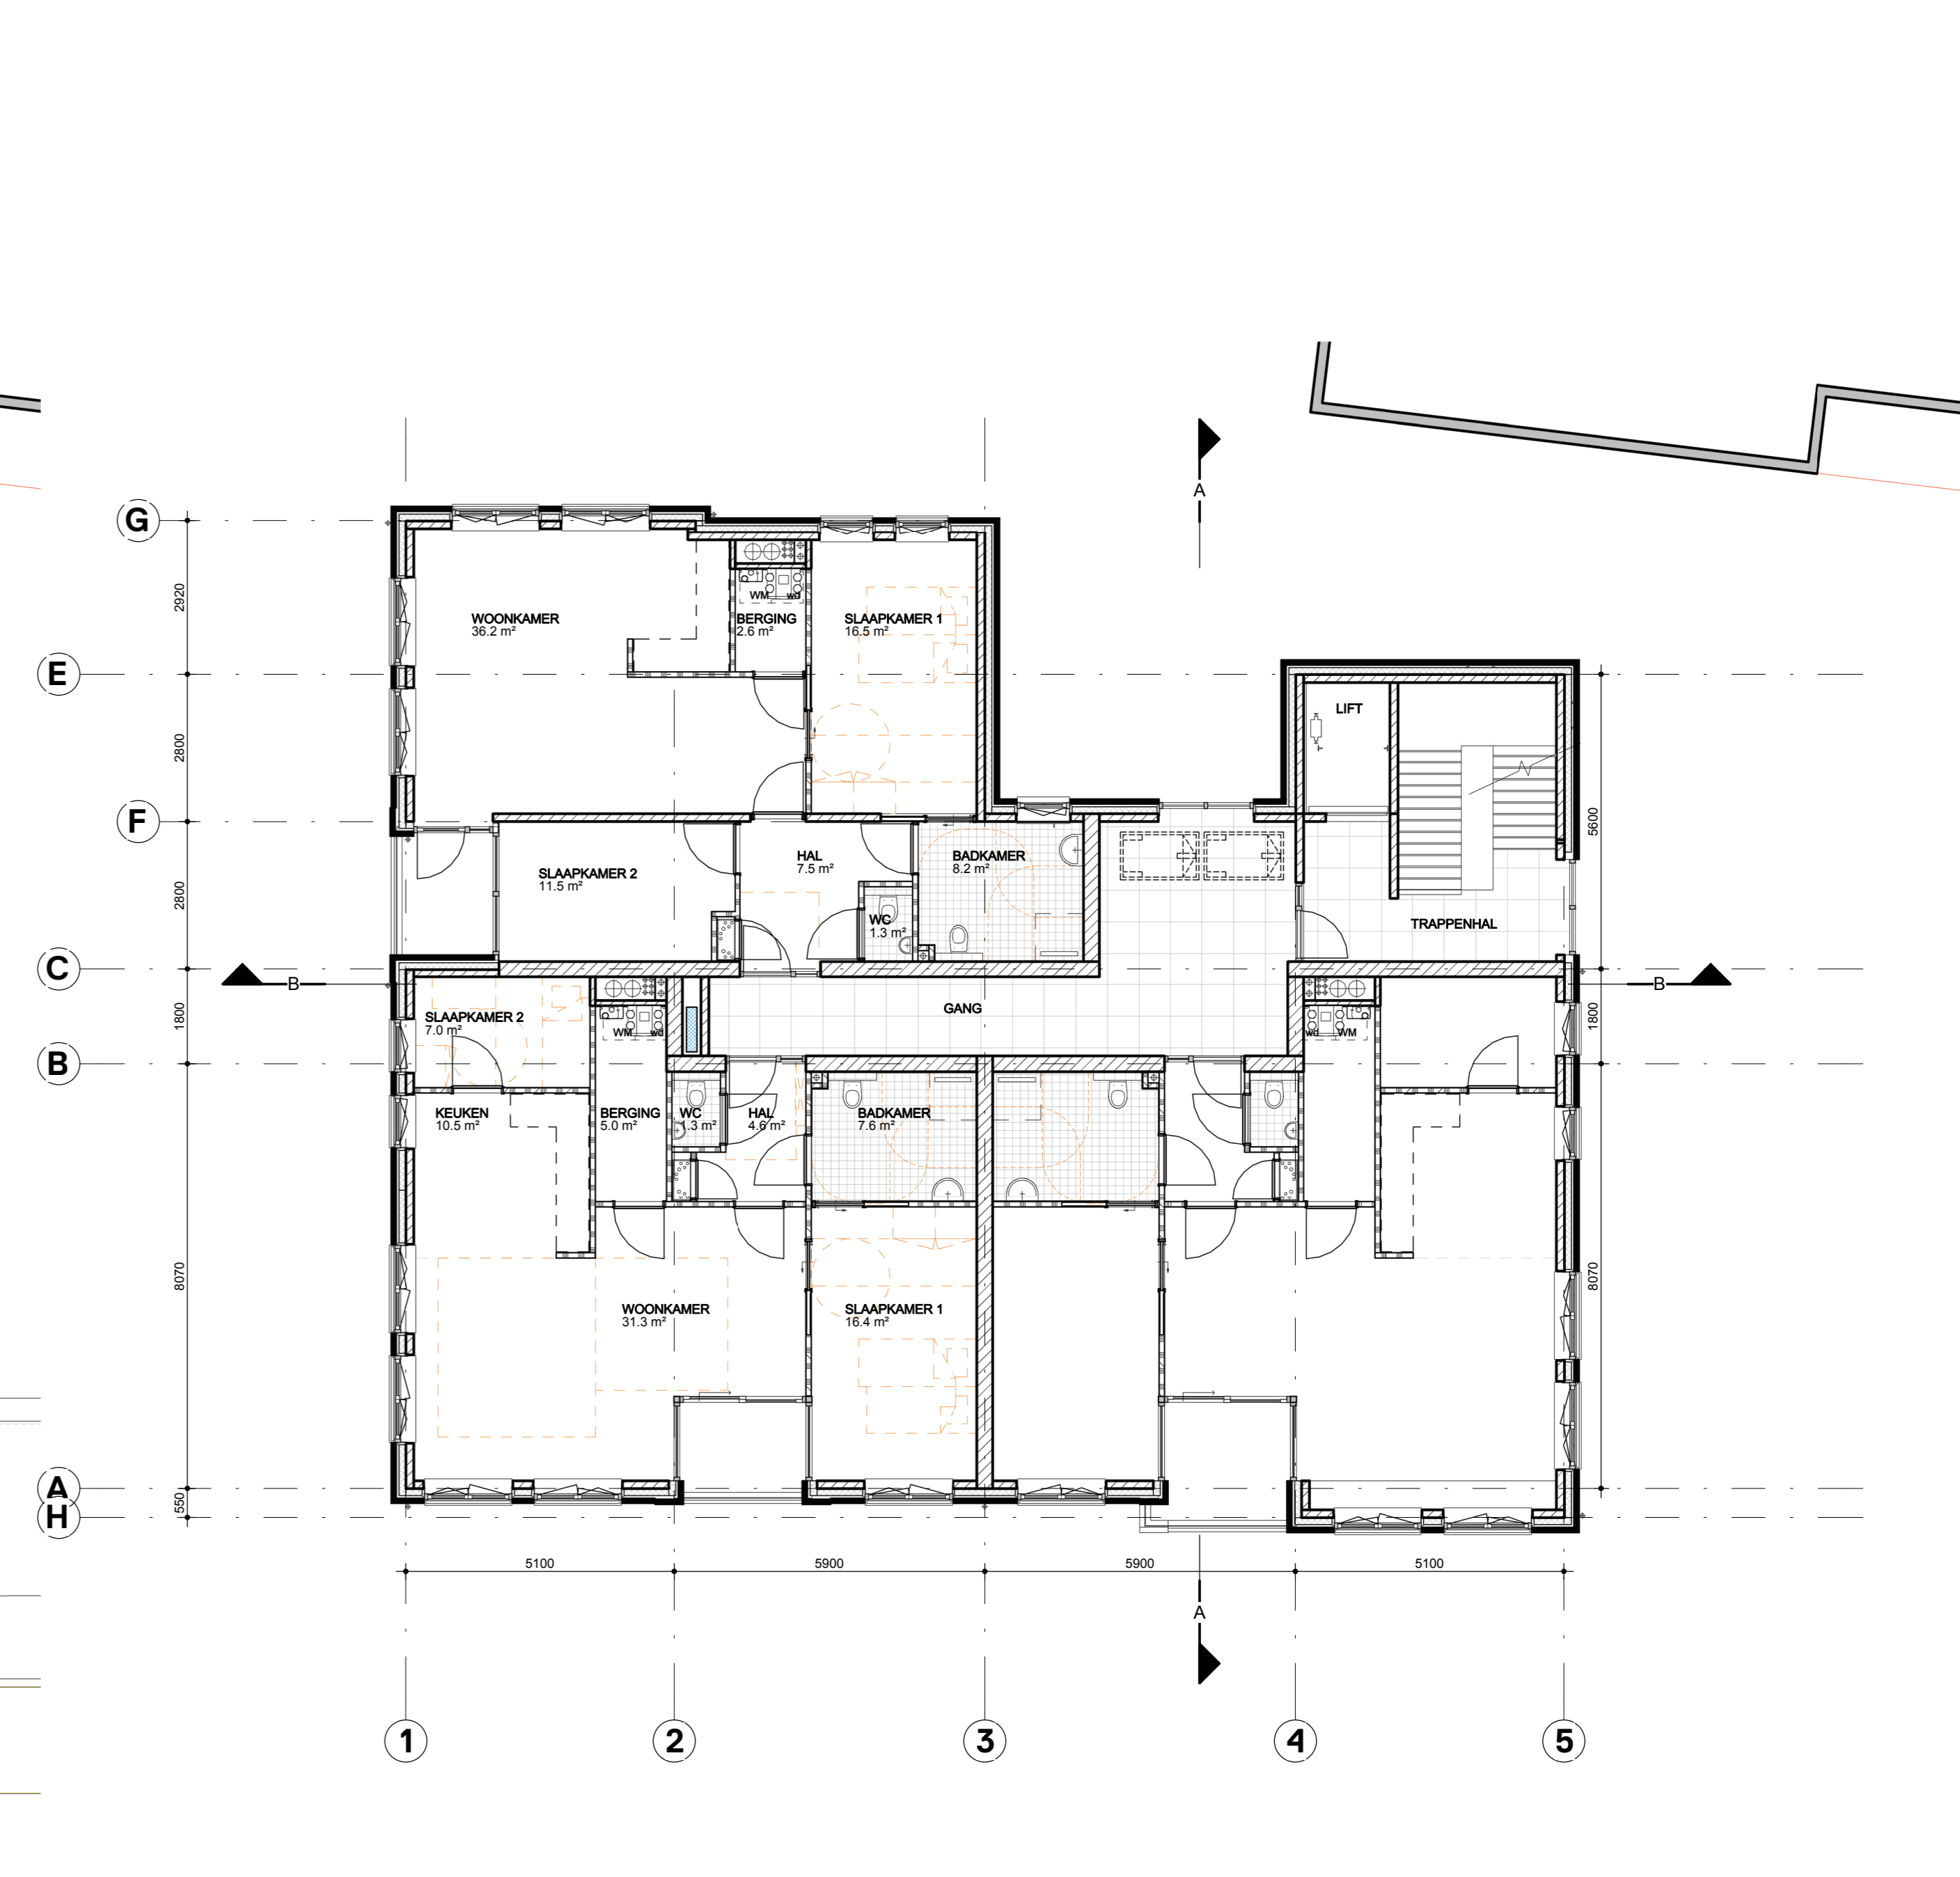 A
G
2920
WM
wd
WOONKAMER
36.2 m²
BERGING
2.6 m²
SLAAPKAMER 1
16.5 m²
E
LIFT
2800
F
5600
HAL
7.5 m²
BADKAMER
8.2 m²
SLAAPKAMER 2
11.5 m²
2800
WC
1.3 m²
TRAPPENHAL
C
B
B
GANG
SLAAPKAMER 2
7.0 m²
1800
1800
WM
wd
wd
WM
B
KEUKEN
10.5 m²
BERGING
5.0 m²
WC
1.3 m²
HAL
4.6 m²
BADKAMER
7.6 m²
8070
8070
WOONKAMER
31.3 m²
SLAAPKAMER 1
16.4 m²
A
550
H
5100
5900
5900
5100
A
1
2
3
4
5